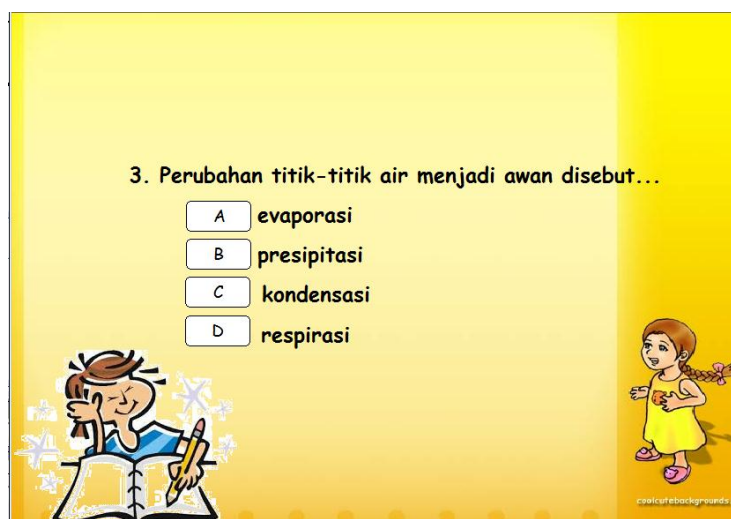 3. Perubahan titik-titik air menjadi awan disebut...
A evaporasi
B presipitasi
C kondensasi
D respirasi
coolcutebackgrounds